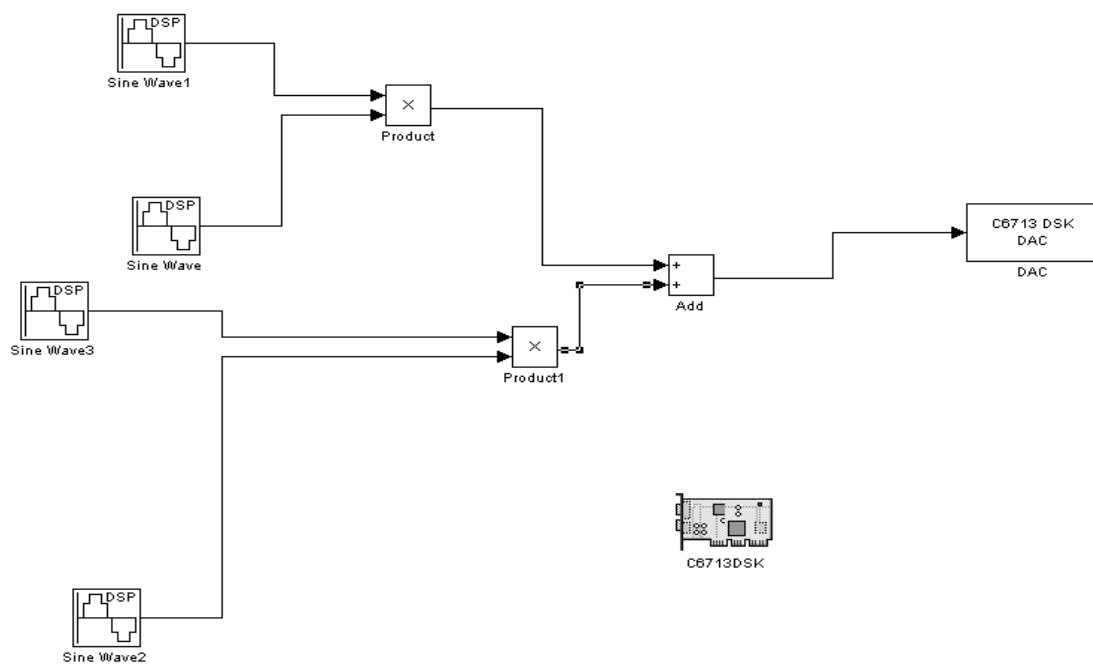 DSP
Sine Wave1
×
Product
DSP
Sine Wave
C6713 DSK
DAC
DAC
+
+
Add
DSP
Sine Wave3
×
Product1
C6713DSK
DSP
Sine Wave2